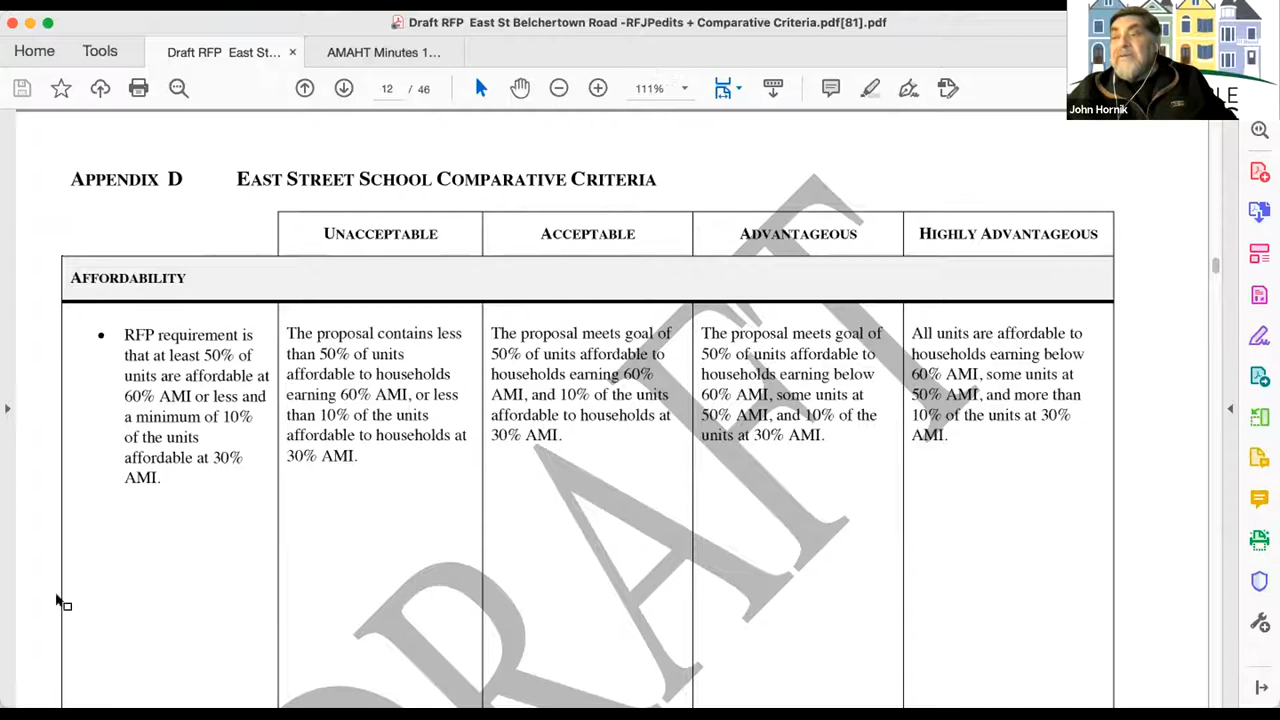 Draft RFP East St Belchertown Road -RFJPedits + Comparative Criteria.pdf[81].pdf
Home
Tools
Draft RFP East St... ×
AMAHT Minutes 1...
12 / 46
111%
John Hornik
APPENDIX D EAST STREET SCHOOL COMPARATIVE CRITERIA
UNACCEPTABLE
ACCEPTABLE
ADVANTAGEOUS
HIGHLY ADVANTAGEOUS
AFFORDABILITY
• RFP requirement is
that at least 50% of
units are affordable at
60% AMI or less and
a minimum of 10%
of the units
affordable at 30%
AMI.
The proposal contains less
than 50% of units
affordable to households
earning 60% AMI, or less
than 10% of the units
affordable to households at
30% AMI.
The proposal meets goal of
50% of units affordable to
households earning 60%
AMI, and 10% of the units
affordable to households at
30% AMI.
The proposal meets goal of
50% of units affordable to
households earning below
60% AMI, some units at
50% AMI, and 10% of the
units at 30% AMI.
All units are affordable to
households earning below
60% AMI, some units at
50% AMI, and more than
10% of the units at 30%
AMI.
DRAFT